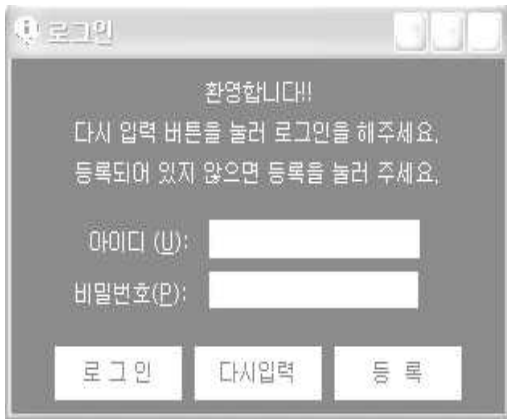 로그인
환영합니다!!
다시 입력 버튼을 눌러 로그인을 해주세요.
등록되어 있지 않으면 등록을 눌러 주세요.
아이디 (U):
비밀번호(P):
로 그 인 다시입력 등 록